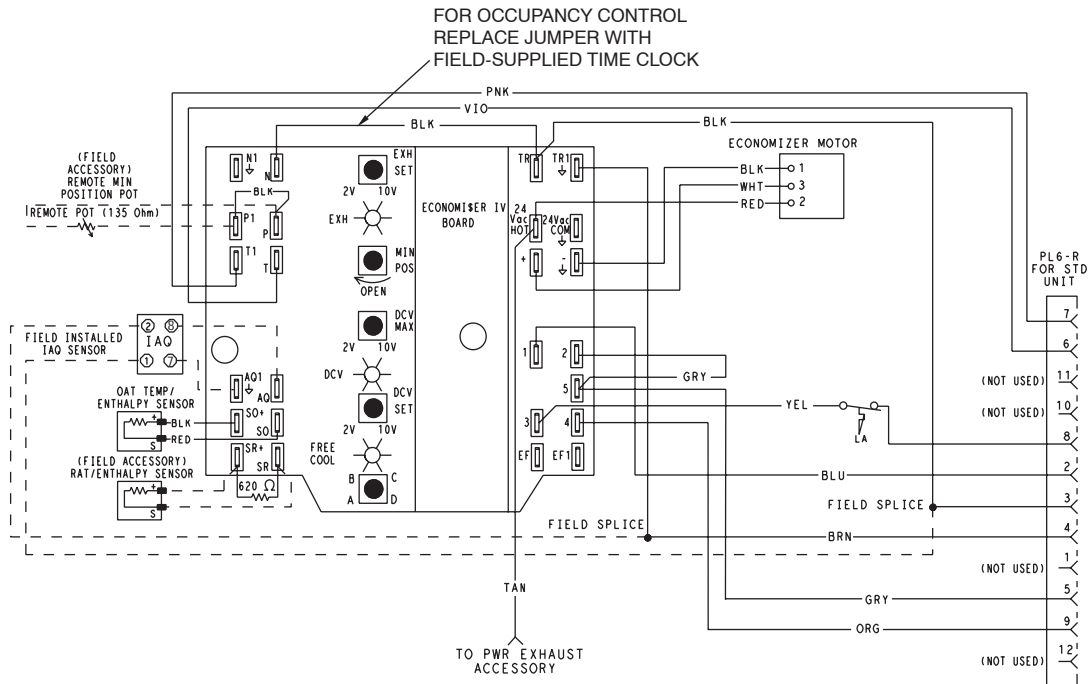 FOR OCCUPANCY CONTROL
REPLACE JUMPER WITH
FIELD-SUPPLIED TIME CLOCK
PNK
VIO
BLK
BLK
ECONOMIZER MOTOR
BLK 1
WHT 3
RED 2
(FIELD
ACCESSORY)
REMOTE MIN
POSITION POT
REMOTE POT (135 Ohm)
N1
N
BLK
P1
P
T1
T
EXH
SET
2V 10V
EXH
MIN
POS
OPEN
DCV
MAX
2V 10V
DCV
DCV
SET
2V 10V
FREE
COOL
B C
A D
ECONOMI$ER IV
BOARD
TR
TR1
24
Vac
HOT
24Vac
COM
+
-
1
2
5
3
4
EF
EF1
GRY
YEL
LA
BLU
FIELD INSTALLED
IAQ SENSOR
2 8
IAQ
1 7
AQ1
AQ
OAT TEMP/
ENTHALPY SENSOR
+
S
BLK
RED
SO+
SO
(FIELD ACCESSORY)
RAT/ENTHALPY SENSOR
+
S
SR+
SR
620 Ω
FIELD SPLICE
FIELD SPLICE
BRN
TAN
GRY
ORG
TO PWR EXHAUST
ACCESSORY
PL6-R
FOR STD
UNIT
7
6
(NOT USED) 11
(NOT USED) 10
8
2
3
4
(NOT USED) 1
5
9
(NOT USED) 12